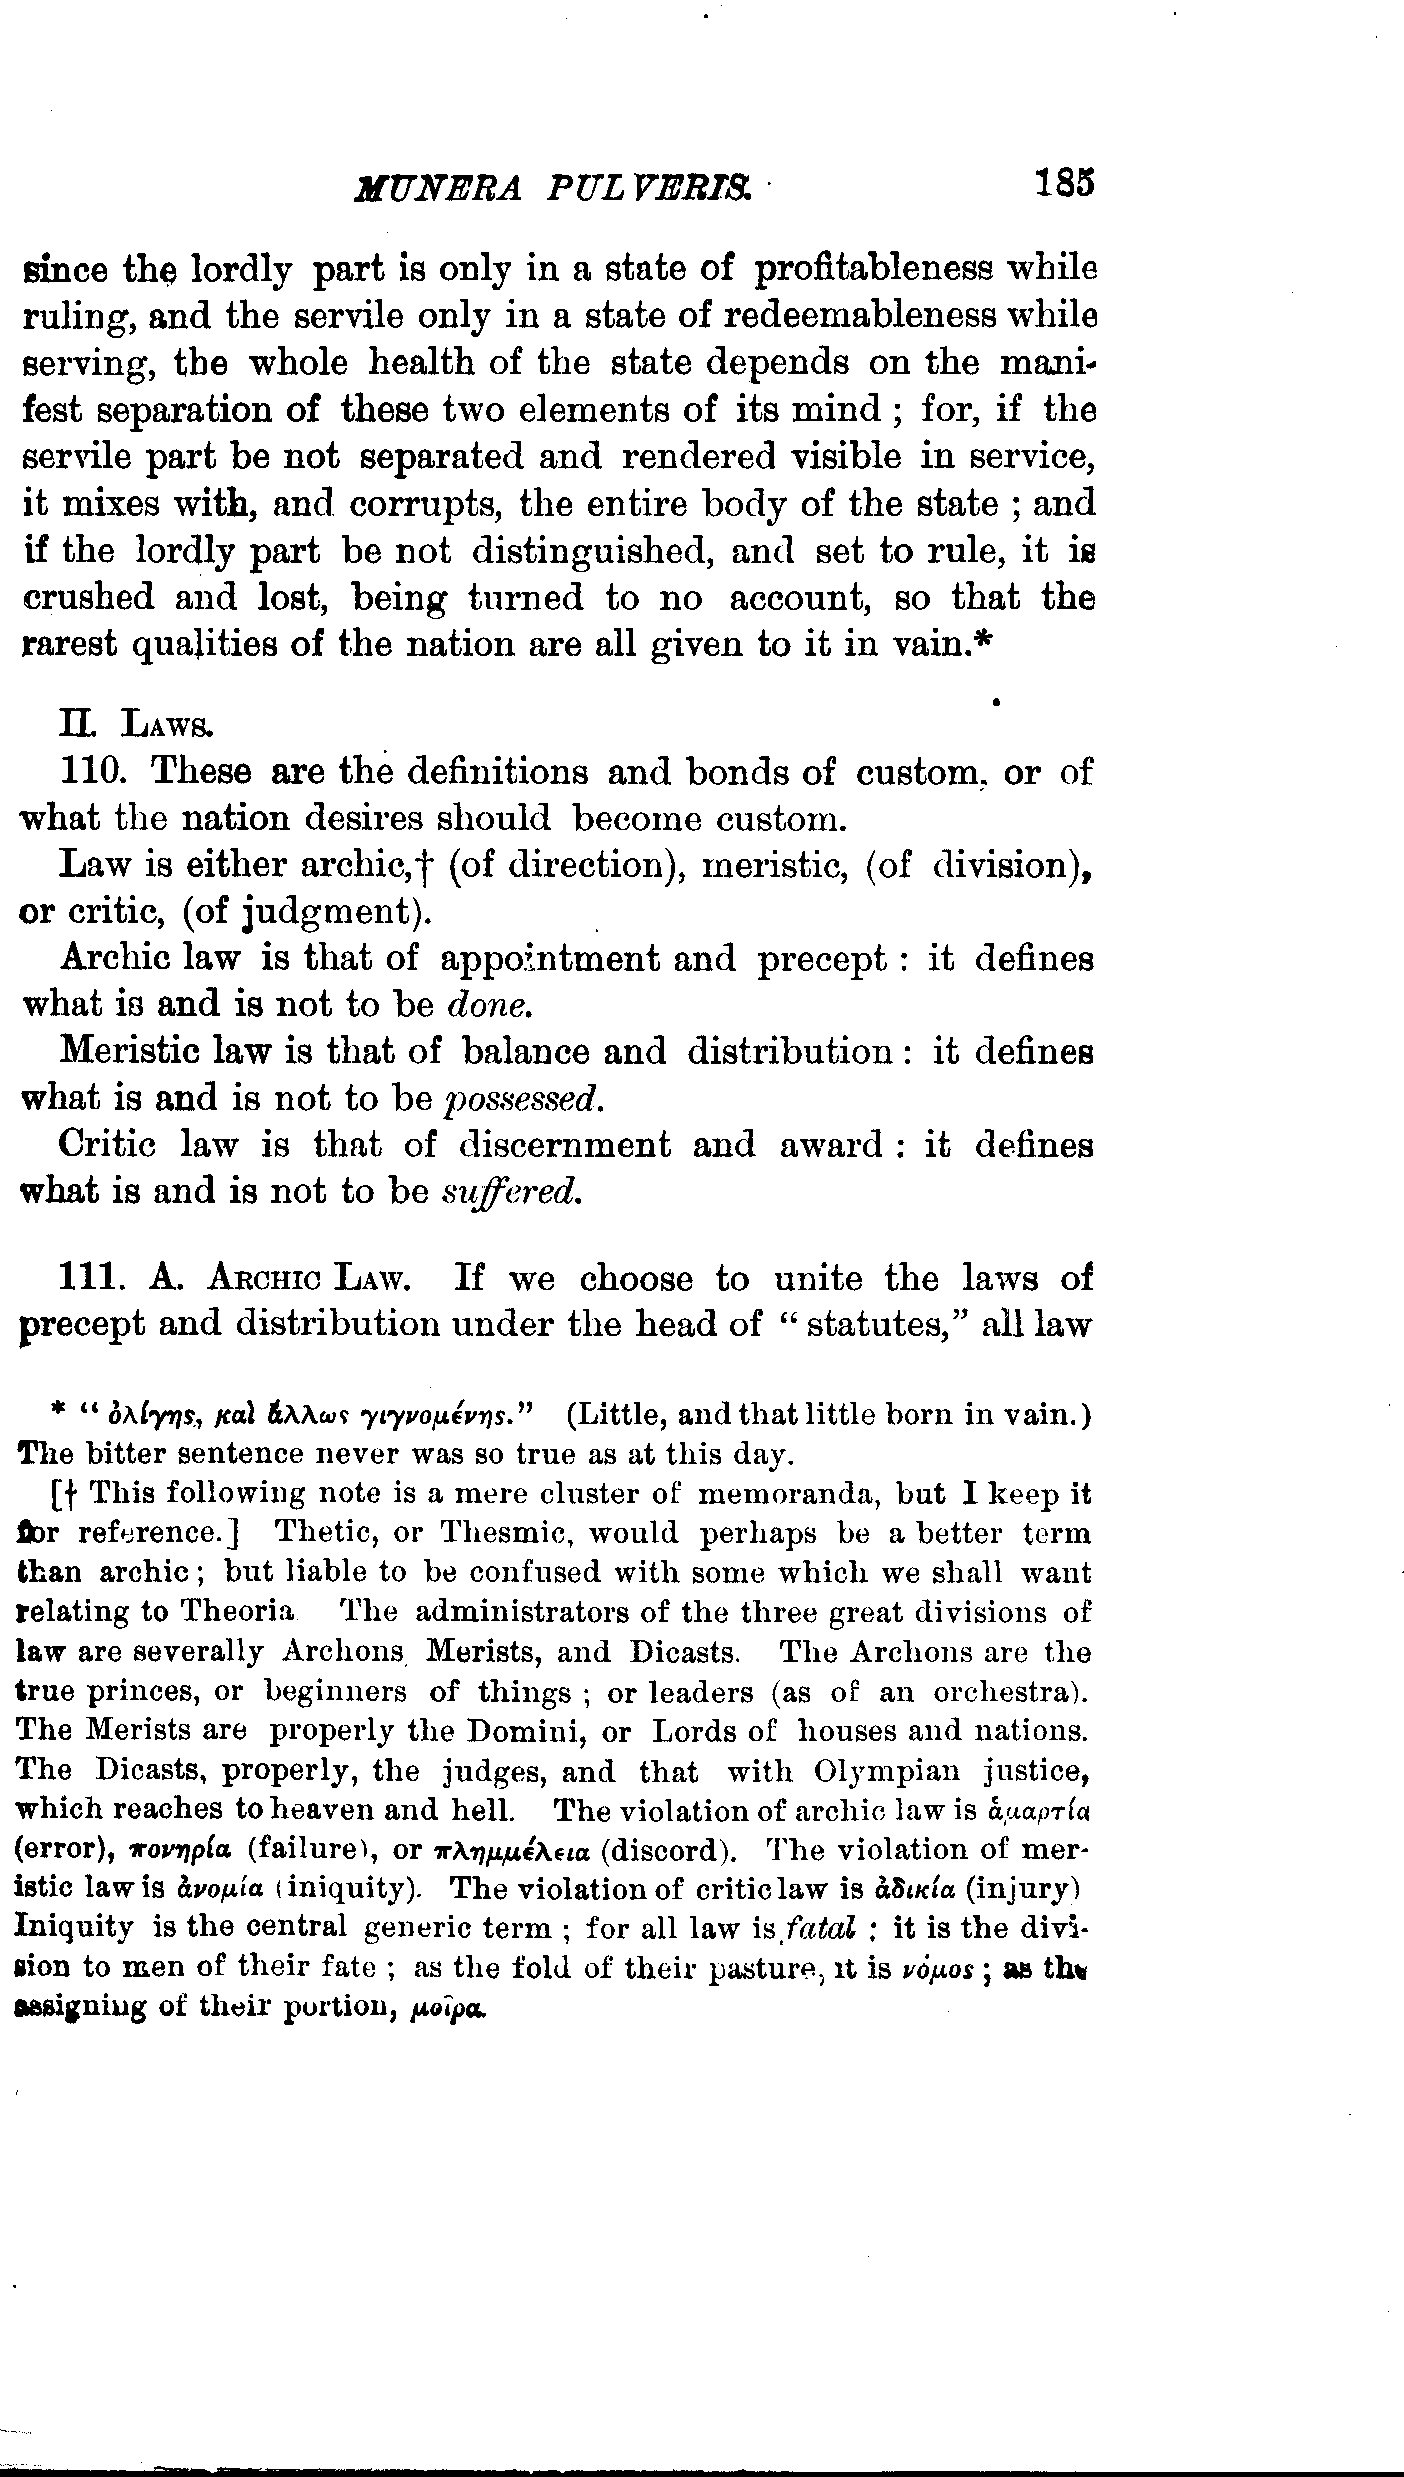 MUNERA PULVERIS. 185
since the lordly part is only in a state of profitableness while
ruling, and the servile only in a state of redeemableness while
serving, the whole health of the state depends on the mani-
fest separation of these two elements of its mind ; for, if the
servile part be not separated and rendered visible in service,
it mixes with, and corrupts, the entire body of the state ; and
if the lordly part be not distinguished, and set to rule, it is
crushed and lost, being turned to no account, so that the
rarest qualities of the nation are all given to it in vain.*
II. LAWS.
110. These are the definitions and bonds of custom, or of
what the nation desires should become custom.
Law is either archic,† (of direction), meristic, (of division),
or critic, (of judgment).
Archic law is that of appointment and precept : it defines
what is and is not to be done.
Meristic law is that of balance and distribution : it defines
what is and is not to be possessed.
Critic law is that of discernment and award : it defines
what is and is not to be suffered.
111. A. ARCHIC LAW. If we choose to unite the laws of
precept and distribution under the head of “ statutes,” all law
* “ ὀλίγης, καὶ ἄλλως γιγνομένης.” (Little, and that little born in vain.)
The bitter sentence never was so true as at this day.
[† This following note is a mere cluster of memoranda, but I keep it
for reference.] Thetic, or Thesmic, would perhaps be a better term
than archic ; but liable to be confused with some which we shall want
relating to Theoria The administrators of the three great divisions of
law are severally Archons Merists, and Dicasts. The Archons are the
true princes, or beginners of things ; or leaders (as of an orchestra).
The Merists are properly the Domini, or Lords of houses and nations.
The Dicasts, properly, the judges, and that with Olympian justice,
which reaches to heaven and hell. The violation of archic law is ἁμαρτία
(error), πονηρία (failure), or πλημμέλεια (discord). The violation of mer-
istic law is ἀνομία (iniquity). The violation of critic law is ἀδικία (injury)
Iniquity is the central generic term ; for all law is fatal : it is the divi-
sion to men of their fate ; as the fold of their pasture, it is νόμος ; as the
assigning of their portion, μοῖρα.